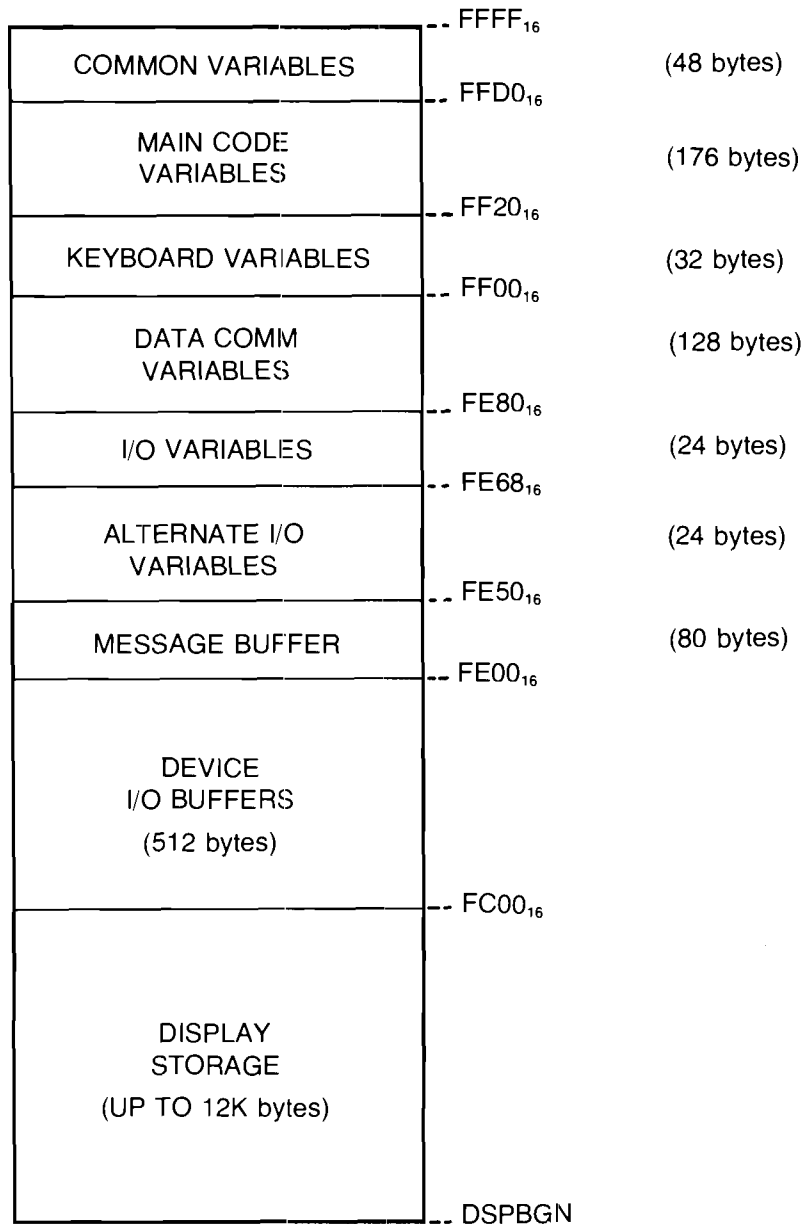 FFFF₁₆
COMMON VARIABLES (48 bytes)
FFD0₁₆
MAIN CODE
VARIABLES (176 bytes)
FF20₁₆
KEYBOARD VARIABLES (32 bytes)
FF00₁₆
DATA COMM
VARIABLES (128 bytes)
FE80₁₆
I/O VARIABLES (24 bytes)
FE68₁₆
ALTERNATE I/O
VARIABLES (24 bytes)
FE50₁₆
MESSAGE BUFFER (80 bytes)
FE00₁₆
DEVICE
I/O BUFFERS
(512 bytes)
FC00₁₆
DISPLAY
STORAGE
(UP TO 12K bytes)
DSPBGN